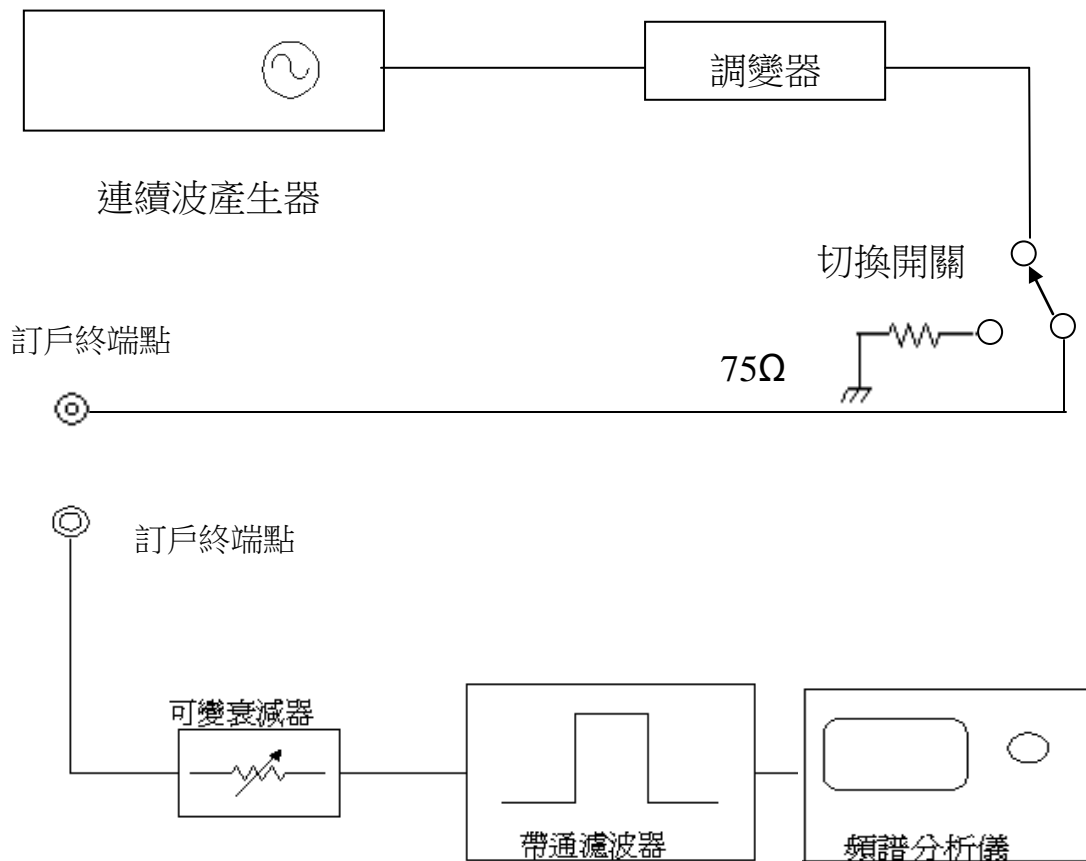 調變器
連續波產生器
切換開關
訂戶終端點
75Ω
訂戶終端點
可變衰減器
帶通濾波器
頻譜分析儀